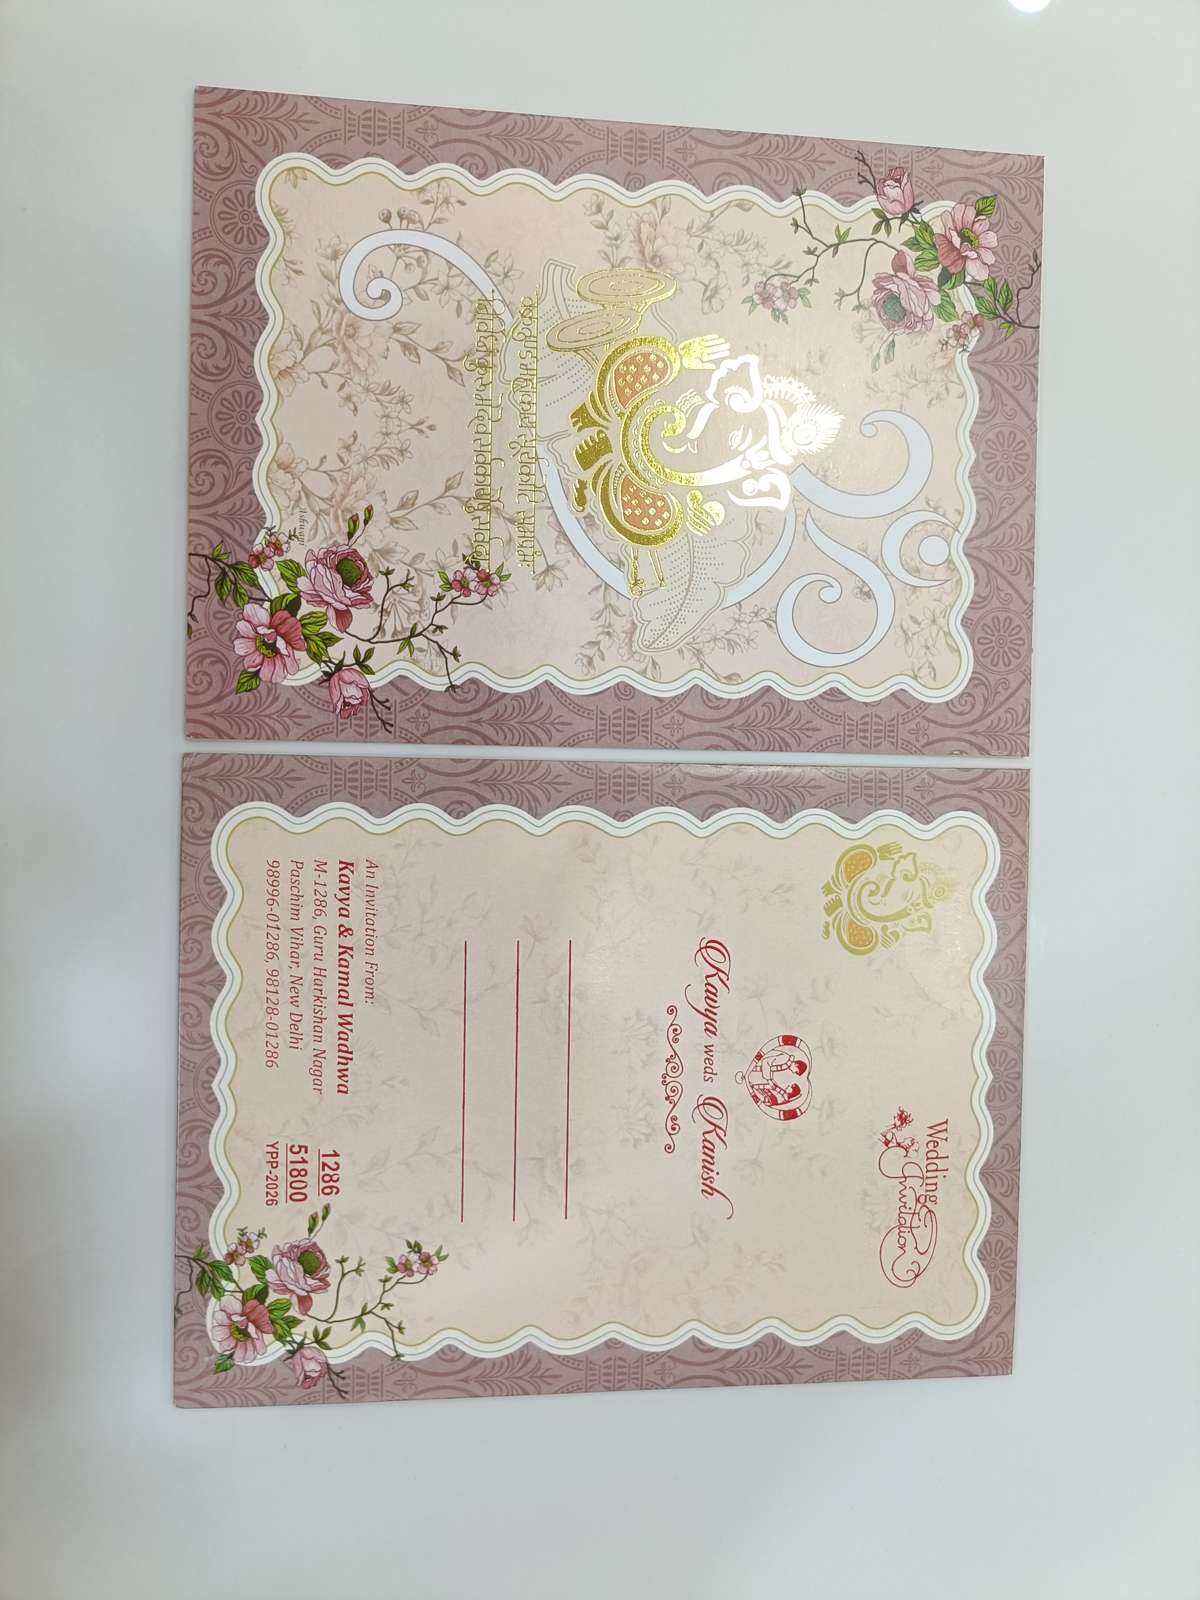 वक्रतुण्ड महाकाय सूर्यकोटि समप्रभ:
निर्विघ्नं कुरु मे देव सर्वकार्येषु सर्वदा
Ashwani
Wedding
Invitation
Kavya weds Kanish
An Invitation From:
Kavya & Kamal Wadhwa
M-1286, Guru Harkishan Nagar
Paschim Vihar, New Delhi
98996-01286, 98128-01286
1286
51800
YPP-2026